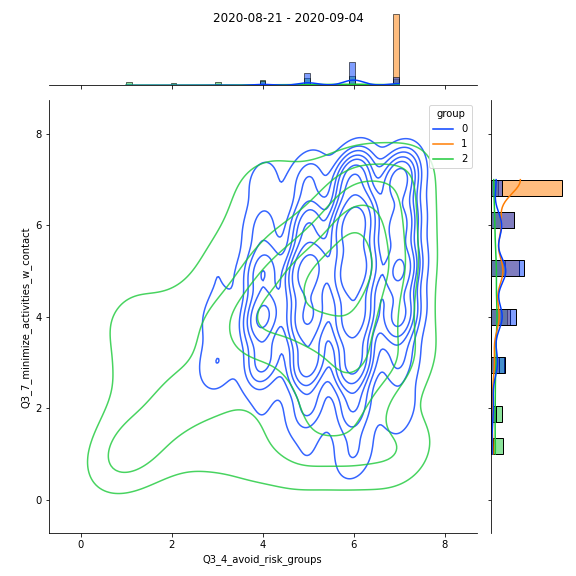 2020-08-21 - 2020-09-04
group
0
1
2
8
6
4
2
0
Q3_7_minimize_activities_w_contact
0 2 4 6 8
Q3_4_avoid_risk_groups